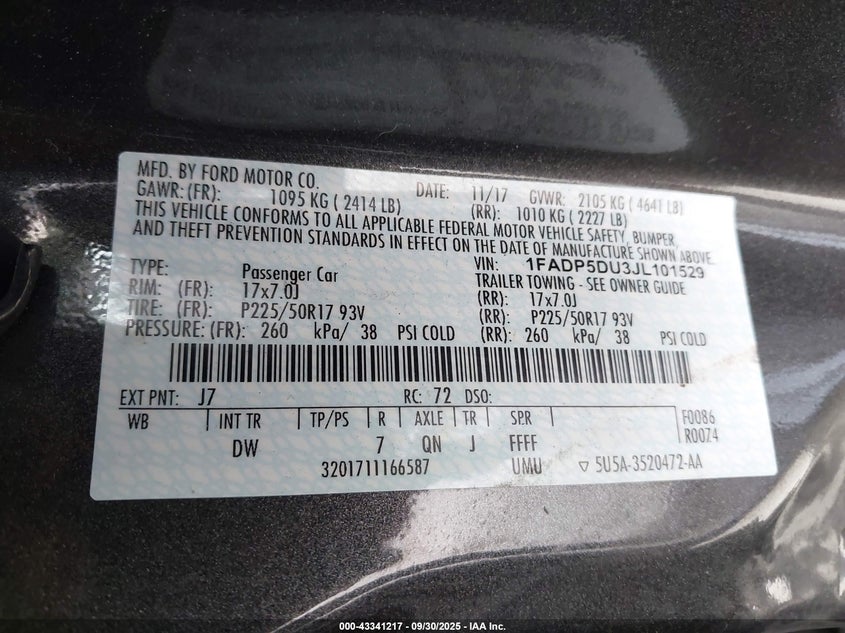 MFD. BY FORD MOTOR CO. DATE: 11/17 GVWR: 2105 KG ( 4641 LB)
GAWR: (FR): 1095 KG ( 2414 LB) (RR): 1010 KG ( 2227 LB)
THIS VEHICLE CONFORMS TO ALL APPLICABLE FEDERAL MOTOR VEHICLE SAFETY, BUMPER,
AND THEFT PREVENTION STANDARDS IN EFFECT ON THE DATE OF MANUFACTURE SHOWN ABOVE.
VIN: 1FADP5DU3JL101529
TYPE: Passenger Car TRAILER TOWING - SEE OWNER GUIDE
RIM: (FR): 17x7.0J (RR): 17x7.0J
TIRE: (FR): P225/50R17 93V (RR): P225/50R17 93V
PRESSURE: (FR): 260 kPa/ 38 PSI COLD (RR): 260 kPa/ 38 PSI COLD
EXT PNT: J7 RC: 72 DSO:
WB INT TR TP/PS R AXLE TR SPR F0086
DW 7 QN J FFFF R0074
3201711166587 UMU ▽ 5U5A-3520472-AA
000-43341217 - 09/30/2025 - IAA Inc.